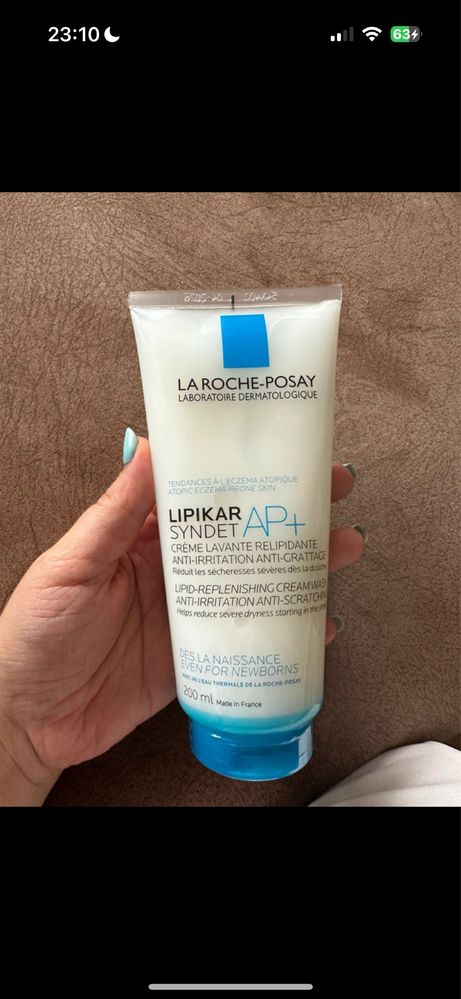 23:10
63
LA ROCHE-POSAY
LABORATOIRE DERMATOLOGIQUE
TENDANCES À L'ECZEMA ATOPIQUE
ATOPIC ECZEMA-PRONE SKIN
LIPIKAR
SYNDET AP+
CRÈME LAVANTE RELIPIDANTE
ANTI-IRRITATION ANTI-GRATTAGE
Réduit les sécheresses sévères dès la douche
LIPID-REPLENISHING CREAM WASH
ANTI-IRRITATION ANTI-SCRATCHIN
Helps reduce severe dryness starting in the
DÈS LA NAISSANCE
EVEN FOR NEWBORNS
AVEC DE L'EAU THERMALE DE LA ROCHE-POSAY
200 ml Made in France